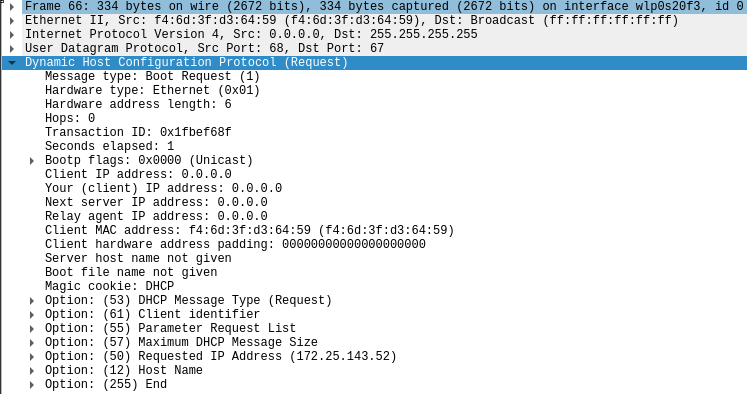 Frame 66: 334 bytes on wire (2672 bits), 334 bytes captured (2672 bits) on interface wlp0s20f3, id 0
Ethernet II, Src: f4:6d:3f:d3:64:59 (f4:6d:3f:d3:64:59), Dst: Broadcast (ff:ff:ff:ff:ff:ff)
Internet Protocol Version 4, Src: 0.0.0.0, Dst: 255.255.255.255
User Datagram Protocol, Src Port: 68, Dst Port: 67
Dynamic Host Configuration Protocol (Request)
Message type: Boot Request (1)
Hardware type: Ethernet (0x01)
Hardware address length: 6
Hops: 0
Transaction ID: 0x1fbef68f
Seconds elapsed: 1
Bootp flags: 0x0000 (Unicast)
Client IP address: 0.0.0.0
Your (client) IP address: 0.0.0.0
Next server IP address: 0.0.0.0
Relay agent IP address: 0.0.0.0
Client MAC address: f4:6d:3f:d3:64:59 (f4:6d:3f:d3:64:59)
Client hardware address padding: 00000000000000000000
Server host name not given
Boot file name not given
Magic cookie: DHCP
Option: (53) DHCP Message Type (Request)
Option: (61) Client identifier
Option: (55) Parameter Request List
Option: (57) Maximum DHCP Message Size
Option: (50) Requested IP Address (172.25.143.52)
Option: (12) Host Name
Option: (255) End